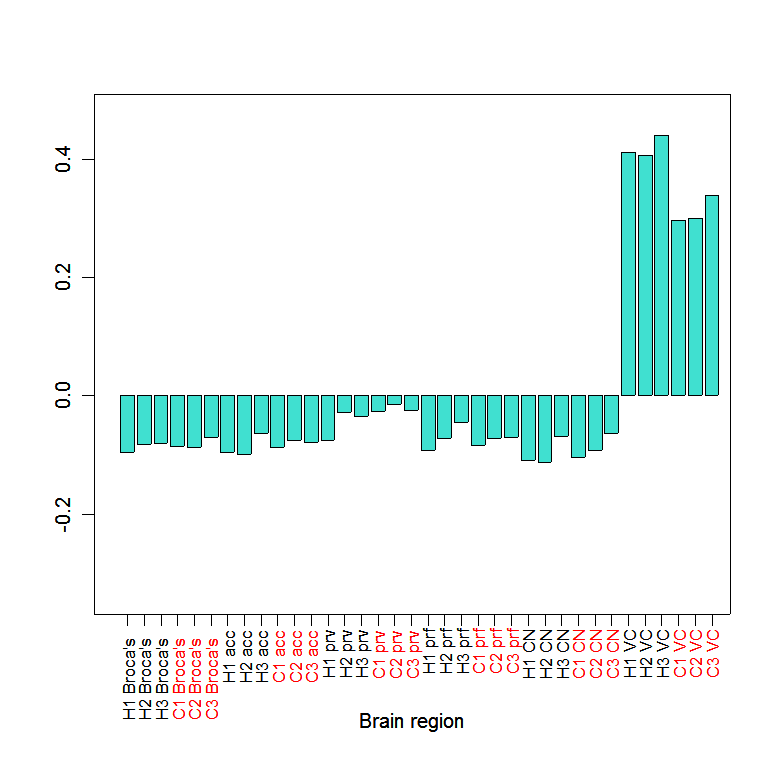 0.4
0.2
0.0
-0.2
H1 Broca's
H2 Broca's
H3 Broca's
C1 Broca's
C2 Broca's
C3 Broca's
H1 acc
H2 acc
H3 acc
C1 acc
C2 acc
C3 acc
H1 prv
H2 prv
H3 prv
C1 prv
C2 prv
C3 prv
H1 prf
H2 prf
H3 prf
C1 prf
C2 prf
C3 prf
H1 CN
H2 CN
H3 CN
C1 CN
C2 CN
C3 CN
H1 VC
H2 VC
H3 VC
C1 VC
C2 VC
C3 VC
Brain region